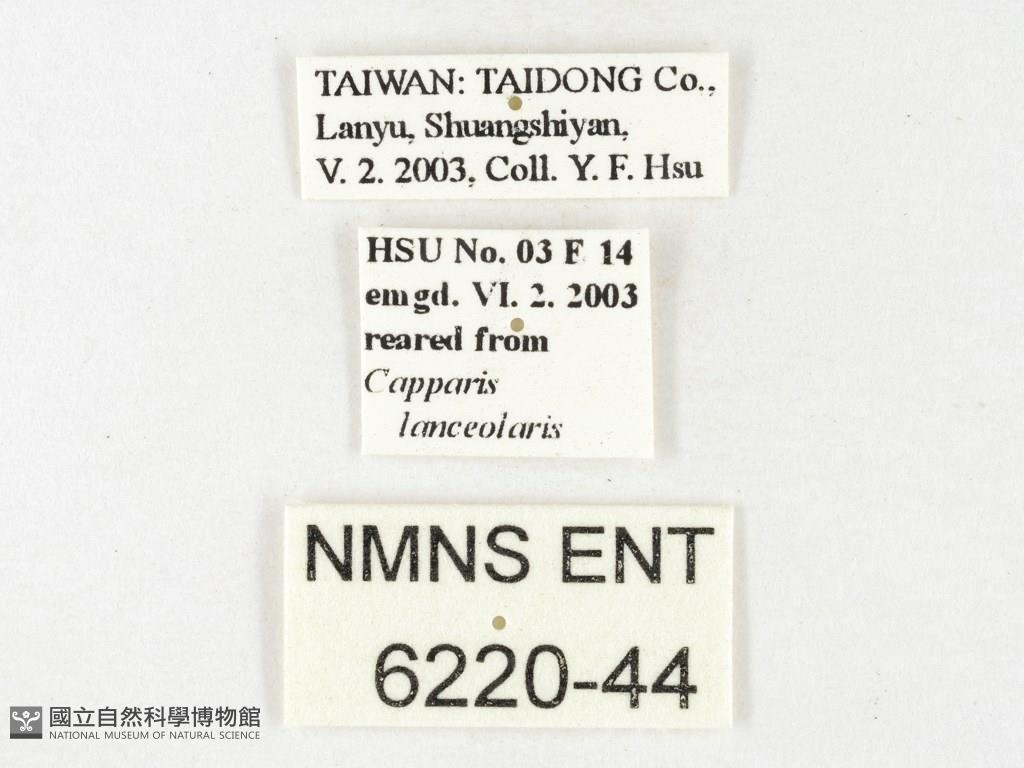 TAIWAN: TAIDONG Co.,
Lanyu, Shuangshiyan,
V. 2. 2003, Coll. Y. F. Hsu
HSU No. 03 F 14
emgd. VI. 2. 2003
reared from
Capparis
lanceolaris
NMNS ENT
6220-44
國立自然科學博物館
NATIONAL MUSEUM OF NATURAL SCIENCE